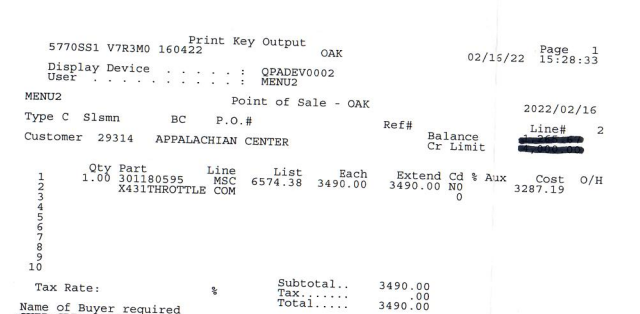 Print Key Output Page 1
5770SS1 V7R3M0 160422 OAK 02/16/22 15:28:33
Display Device . . . . . : QPADEV0002
User . . . . . . . . . . : MENU2
MENU2 Point of Sale - OAK 2022/02/16
Type C Slsmn BC P.O.# Ref# Line# 2
Balance
Customer 29314 APPALACHIAN CENTER Cr Limit
Qty Part Line List Each Extend Cd % Aux Cost O/H
1 1.00 301180595 MSC 6574.38 3490.00 3490.00 N0 3287.19
2 X431THROTTLE COM 0
3
4
5
6
7
8
9
10
Tax Rate: % Subtotal.. 3490.00
Tax....... .00
Total..... 3490.00
Name of Buyer required